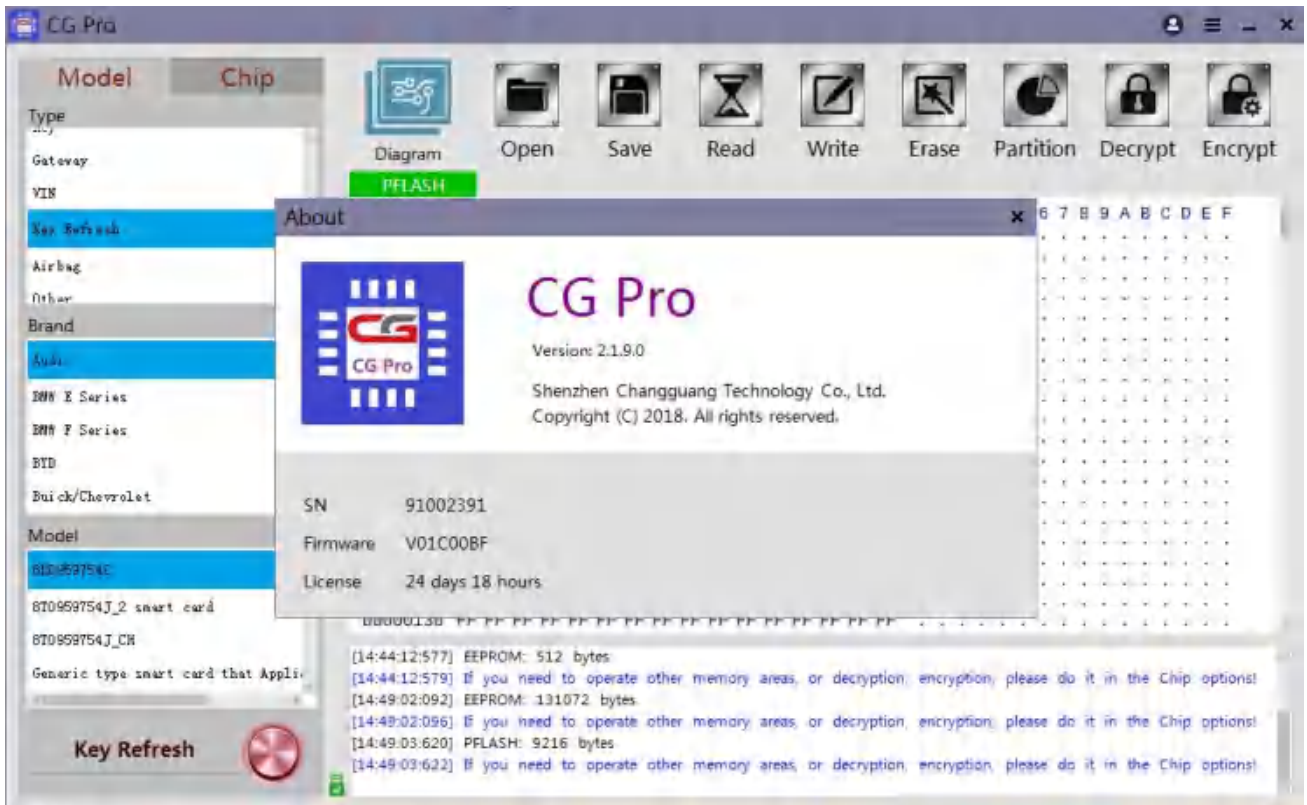 CG Pro
Model Chip
Type
Gateway
VIN
Key Refresh
Airbag
Other
Brand
Audi
BMW E Series
BMW F Series
BYD
Buick/Chevrolet
Model
8T0959754J_2 smart card
8T0959754J_CH
Generic type smart card that Appli
Key Refresh
Diagram Open Save Read Write Erase Partition Decrypt Encrypt
PFLASH
6 7 8 9 A B C D E F
About
CG
CG Pro
CG Pro
Version: 2.1.9.0
Shenzhen Changguang Technology Co., Ltd.
Copyright (C) 2018. All rights reserved.
SN 91002391
Firmware V01C00BF
License 24 days 18 hours
[14:44:12:577] EEPROM: 512 bytes
[14:44:12:579] If you need to operate other memory areas, or decryption, encryption, please do it in the Chip options!
[14:49:02:092] EEPROM: 131072 bytes
[14:49:02:096] If you need to operate other memory areas, or decryption, encryption, please do it in the Chip options!
[14:49:03:620] PFLASH: 9216 bytes
[14:49:03:622] If you need to operate other memory areas, or decryption, encryption, please do it in the Chip options!